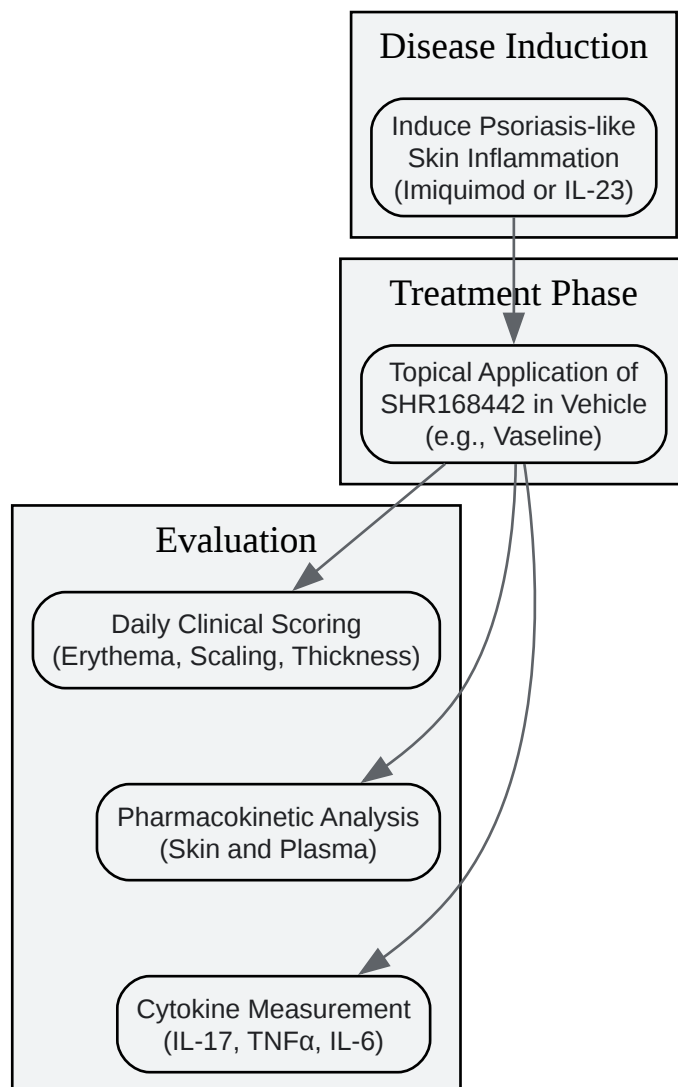 Disease Induction
Induce Psoriasis-like
Skin Inflammation
(Imiquimod or IL-23)
Treatment Phase
Topical Application of
SHR168442 in Vehicle
(e.g., Vaseline)
Evaluation
Daily Clinical Scoring
(Erythema, Scaling, Thickness)
Pharmacokinetic Analysis
(Skin and Plasma)
Cytokine Measurement
(IL-17, TNFα, IL-6)